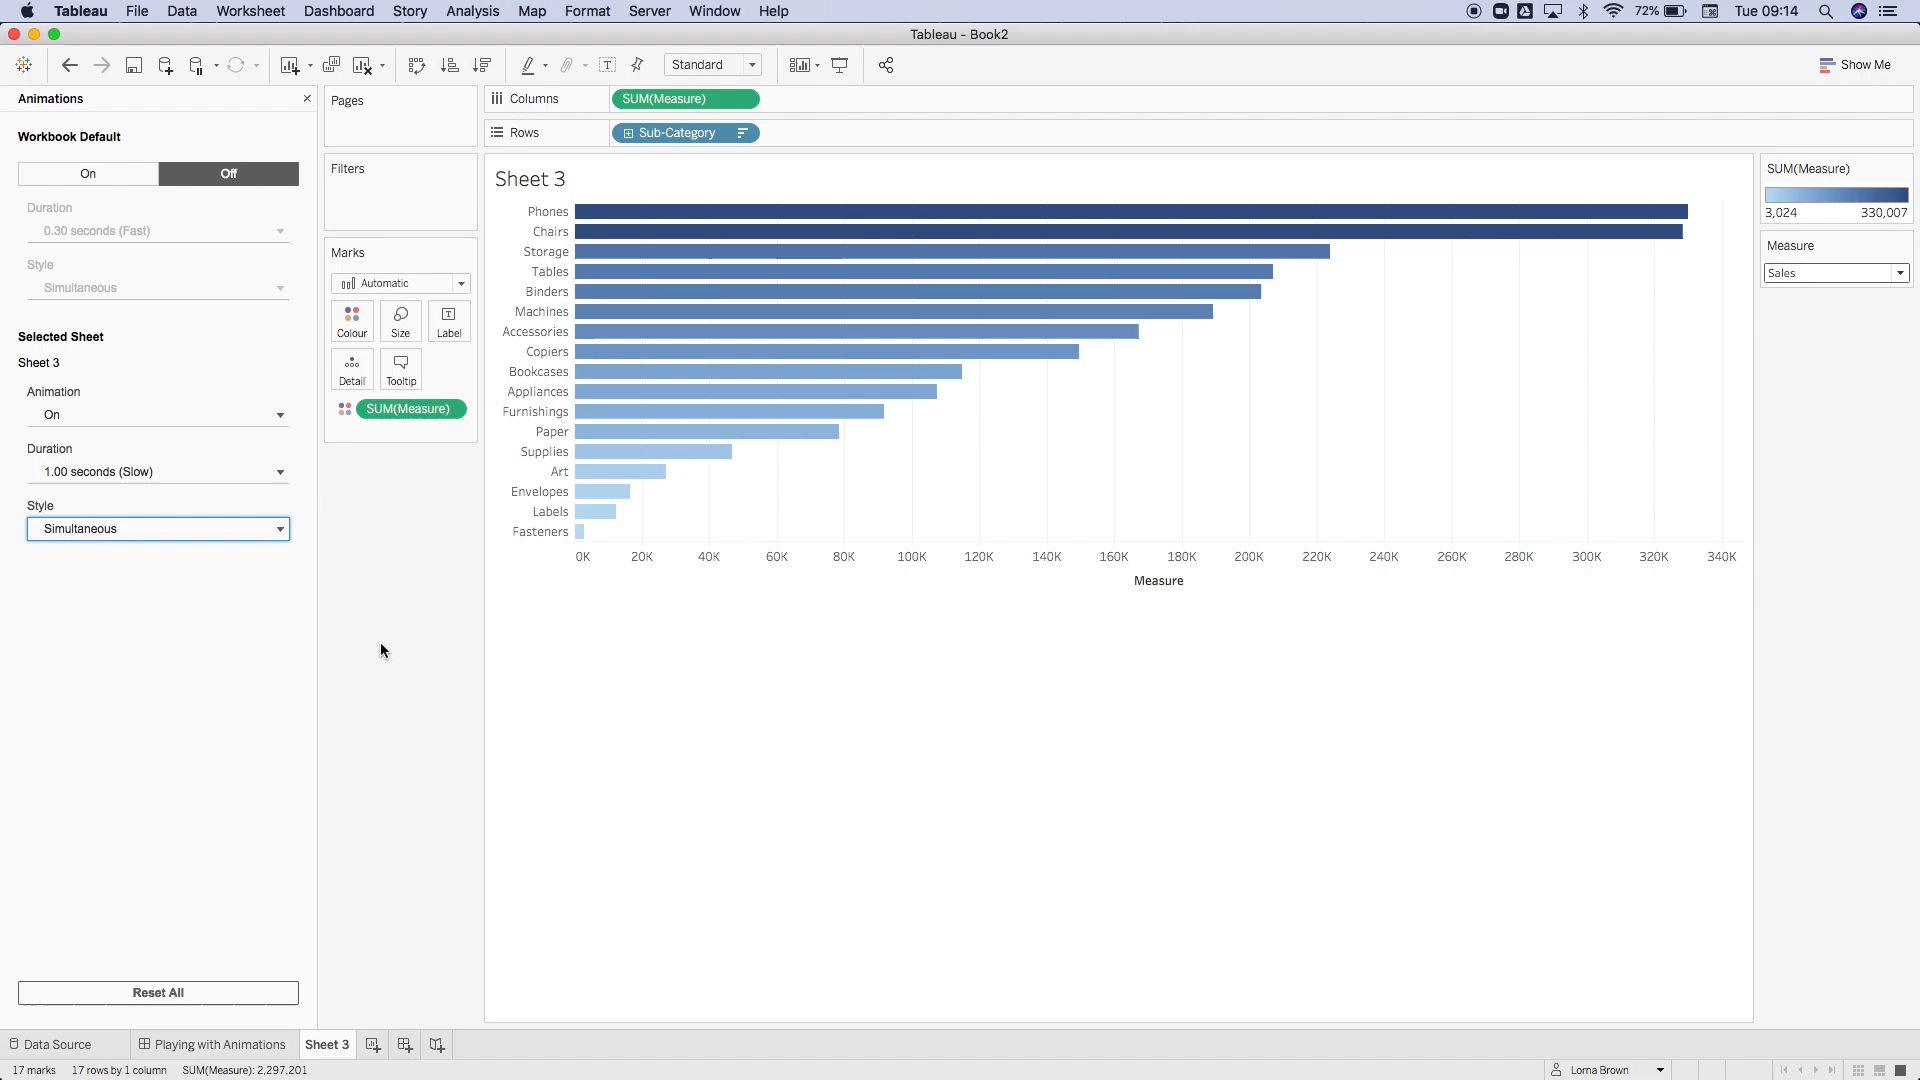 Tableau File Data Worksheet Dashboard Story Analysis Map Format Server Window Help 72% Tue 09:14
Tableau - Book2
Standard
Show Me
Animations
Workbook Default
On Off
Duration
0.30 seconds (Fast)
Style
Simultaneous
Selected Sheet
Sheet 3
Animation
On
Duration
1.00 seconds (Slow)
Style
Simultaneous
Reset All
Pages
Filters
Marks
Automatic
Colour Size Label
Detail Tooltip
SUM(Measure)
Columns SUM(Measure)
Rows Sub-Category
Sheet 3
Phones
Chairs
Storage
Tables
Binders
Machines
Accessories
Copiers
Bookcases
Appliances
Furnishings
Paper
Supplies
Art
Envelopes
Labels
Fasteners
0K 20K 40K 60K 80K 100K 120K 140K 160K 180K 200K 220K 240K 260K 280K 300K 320K 340K
Measure
SUM(Measure)
3,024 330,007
Measure
Sales
Data Source Playing with Animations Sheet 3
17 marks 17 rows by 1 column SUM(Measure): 2,297,201 Lorna Brown